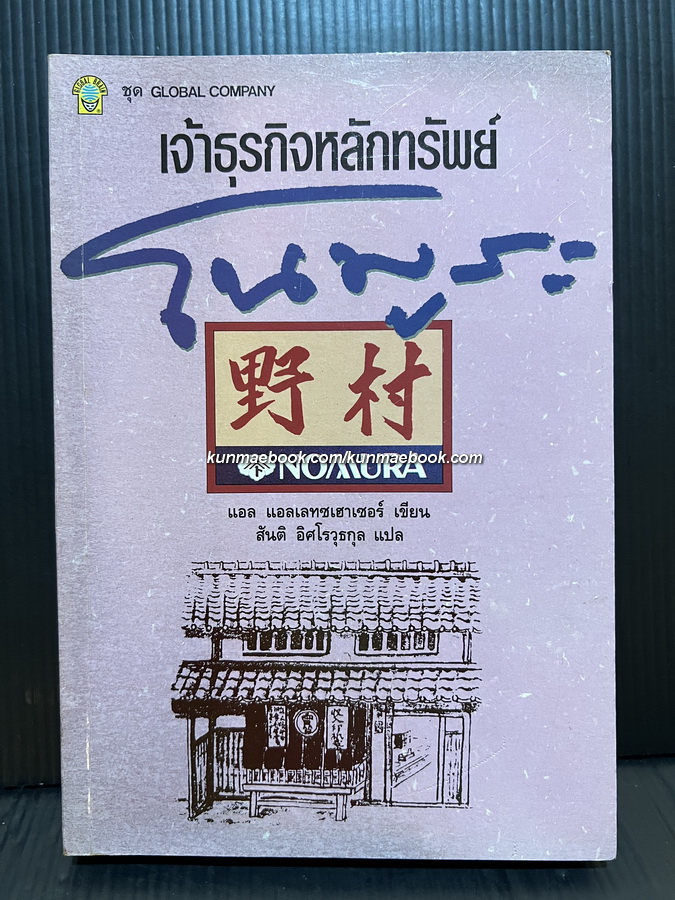 GLOBAL BRAIN
ชุด GLOBAL COMPANY
เจ้าธุรกิจหลักทรัพย์
โนมูระ
野村
NOMURA
kunmaebook.com/kunmaebook.com
แอล แอลเลทซเฮาเซอร์ เขียน
สันติ อิศโรวุธกุล แปล